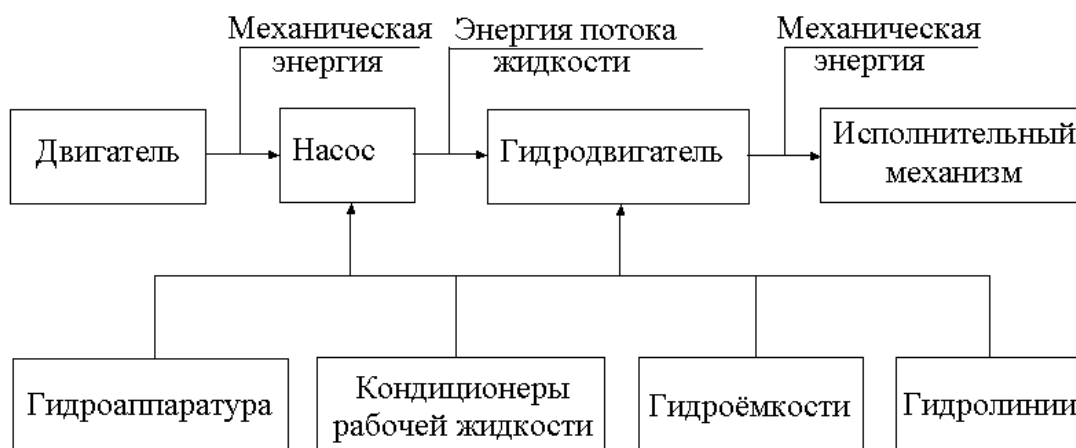 Механическая
энергия
Энергия потока
жидкости
Механическая
энергия
Двигатель
Насос
Гидродвигатель
Исполнительный
механизм
Гидроаппаратура
Кондиционеры
рабочей жидкости
Гидроёмкости
Гидролинии